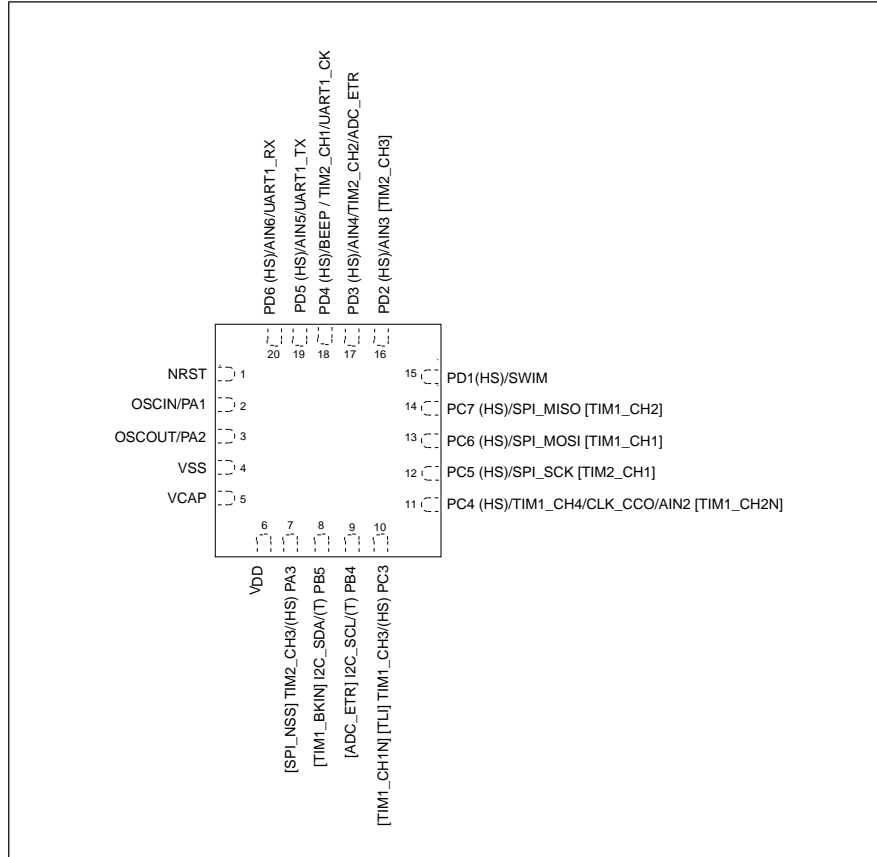 PD6 (HS)/AIN6/UART1_RX
PD5 (HS)/AIN5/UART1_TX
PD4 (HS)/BEEP / TIM2_CH1/UART1_CK
PD3 (HS)/AIN4/TIM2_CH2/ADC_ETR
PD2 (HS)/AIN3 [TIM2_CH3]
20 19 18 17 16
NRST 1
OSCIN/PA1 2
OSCOUT/PA2 3
VSS 4
VCAP 5
15 PD1(HS)/SWIM
14 PC7 (HS)/SPI_MISO [TIM1_CH2]
13 PC6 (HS)/SPI_MOSI [TIM1_CH1]
12 PC5 (HS)/SPI_SCK [TIM2_CH1]
11 PC4 (HS)/TIM1_CH4/CLK_CCO/AIN2 [TIM1_CH2N]
6 7 8 9 10
VDD
[SPI_NSS] TIM2_CH3/(HS) PA3
[TIM1_BKIN] I2C_SDA/(T) PB5
[ADC_ETR] I2C_SCL/(T) PB4
[TIM1_CH1N] [TLI] TIM1_CH3/(HS) PC3